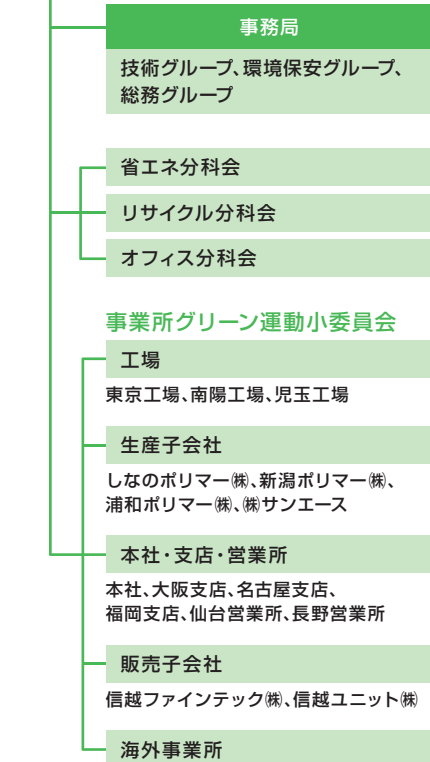 事務局
技術グループ、環境保安グループ、
総務グループ
省エネ分科会
リサイクル分科会
オフィス分科会
事業所グリーン運動小委員会
工場
東京工場、南陽工場、児玉工場
生産子会社
しなのポリマー㈱、新潟ポリマー㈱、
浦和ポリマー㈱、㈱サンエース
本社・支店・営業所
本社、大阪支店、名古屋支店、
福岡支店、仙台営業所、長野営業所
販売子会社
信越ファインテック㈱、信越ユニット㈱
海外事業所